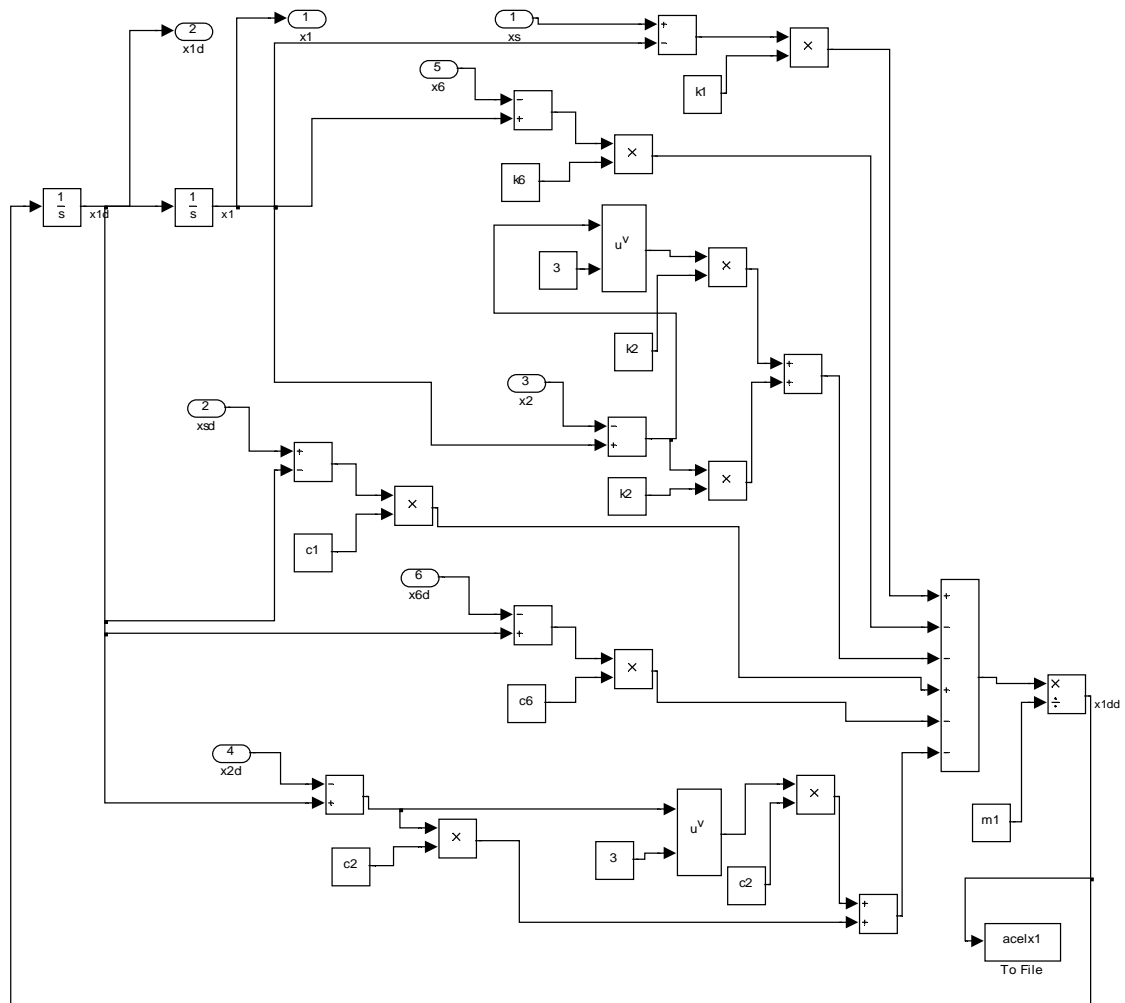 2
x1d
1
x1
1
xs
+
−
×
k1
5
x6
−
+
×
k6
1
s
x1d
1
s
x1
u^v
3
×
k2
+
+
3
x2
−
+
×
k2
2
xsd
+
−
×
c1
6
x6d
−
+
×
c6
+
−
−
+
−
−
×
÷
x1dd
m1
4
x2d
−
+
×
c2
u^v
3
×
c2
+
+
acelx1
To File